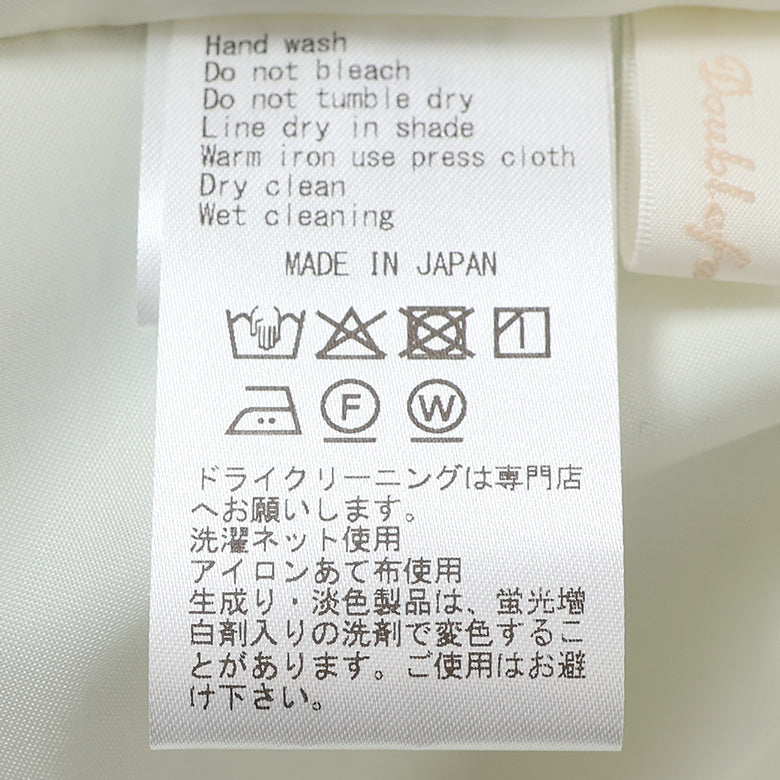 Hand wash
Do not bleach
Do not tumble dry
Line dry in shade
Warm iron use press cloth
Dry clean
Wet cleaning
MADE IN JAPAN
F
W
ドライクリーニングは専門店
へお願いします。
洗濯ネット使用
アイロンあて布使用
生成り・淡色製品は、蛍光増
白剤入りの洗剤で変色するこ
とがあります。ご使用はお避
け下さい。